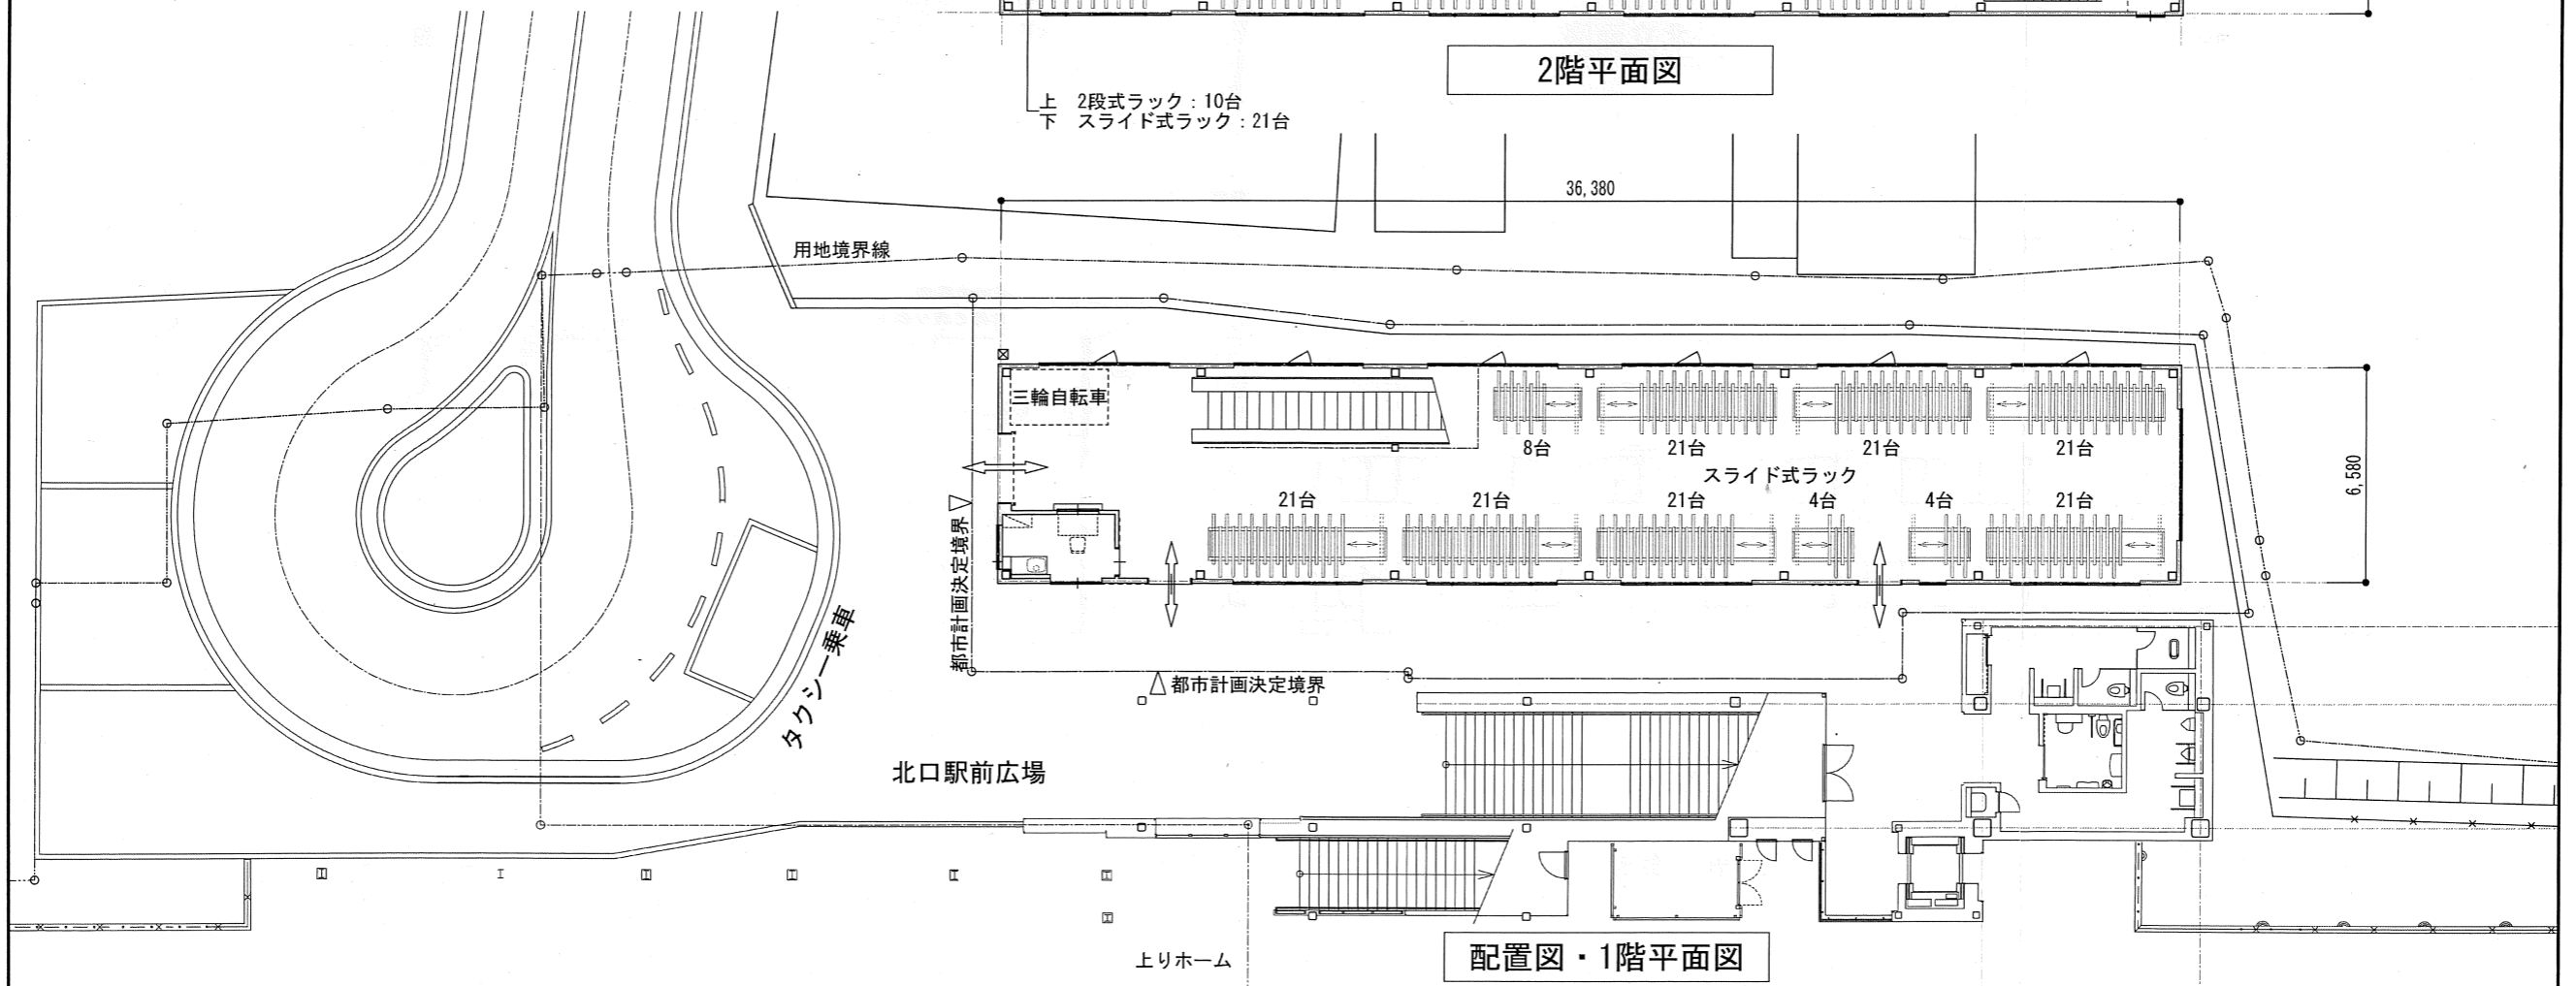 2階平面図
上　2段式ラック：10台
下　スライド式ラック：21台
36,380
用地境界線
三輪自転車
8台
21台
21台
21台
スライド式ラック
6,580
21台
21台
21台
4台
4台
21台
都市計画決定境界
都市計画決定境界
タクシー乗車
北口駅前広場
上りホーム
配置図・1階平面図